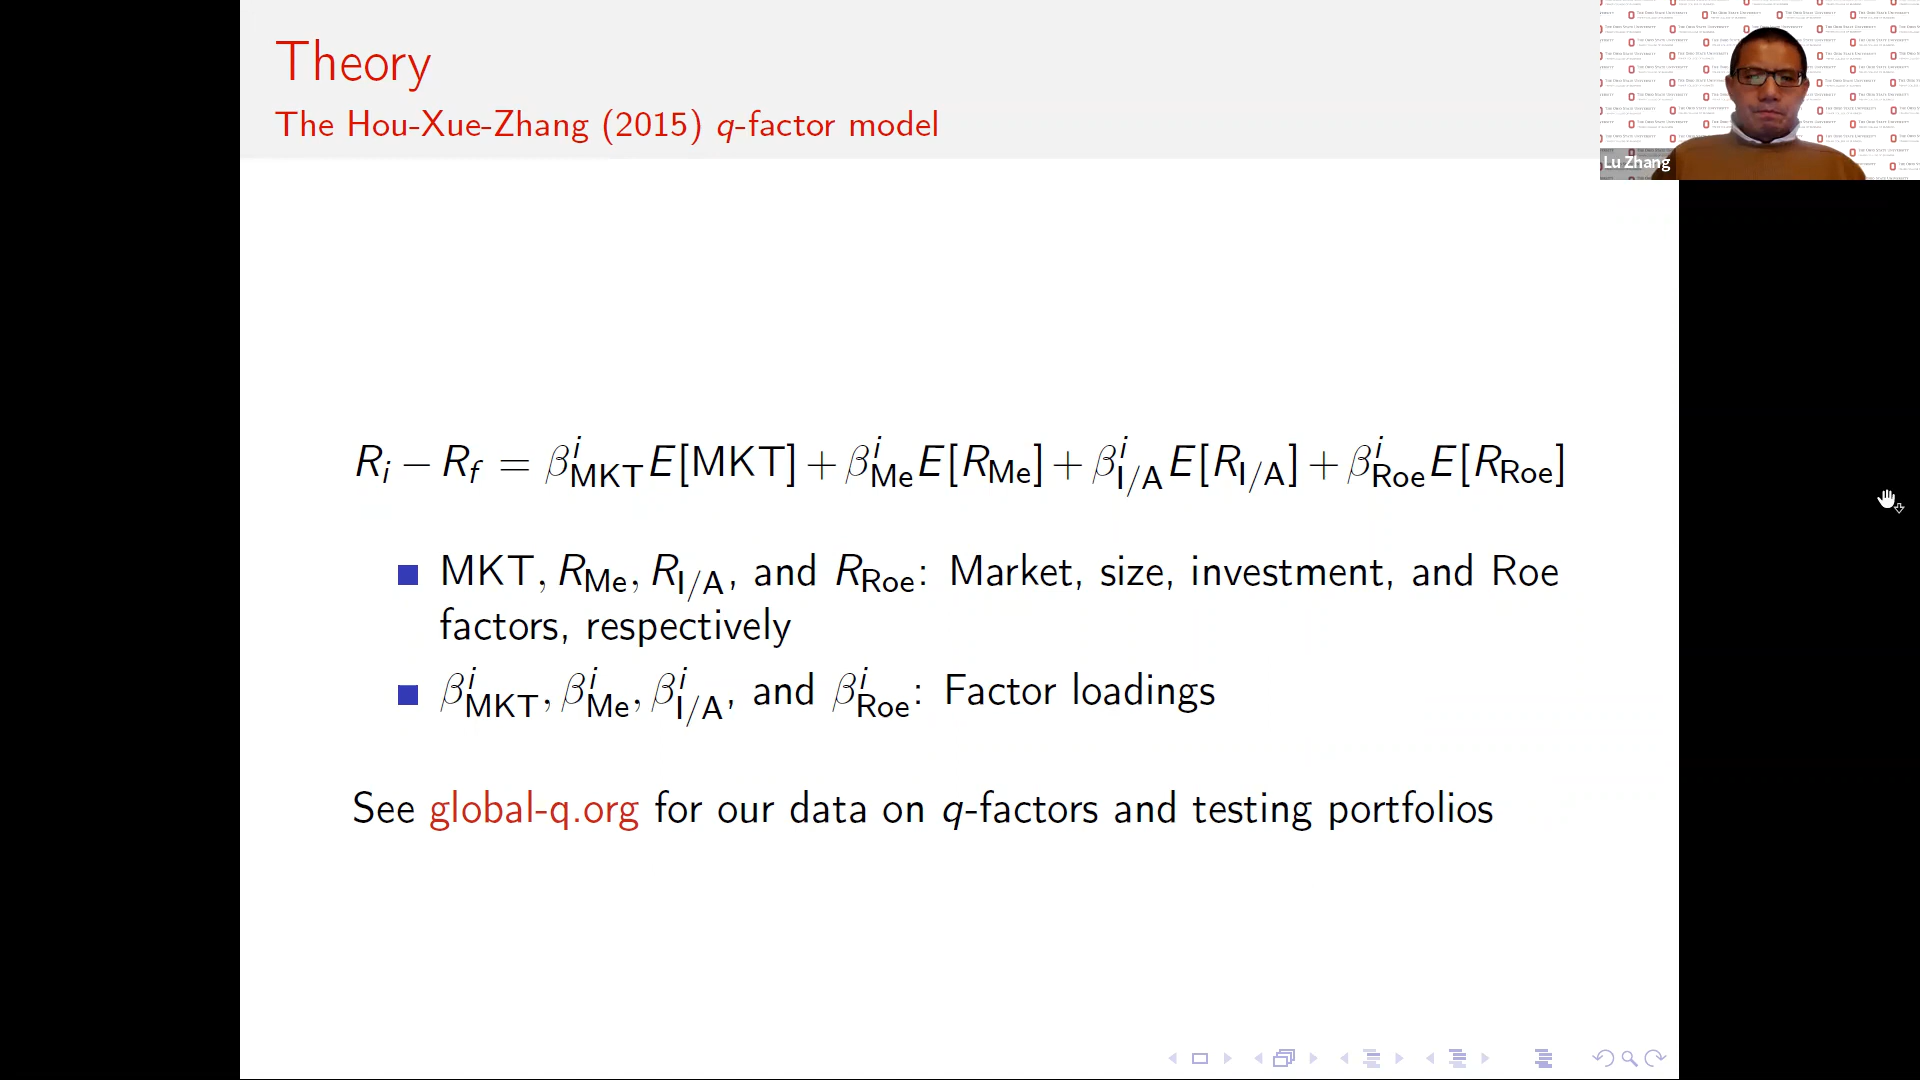 Theory
The Hou-Xue-Zhang (2015) q-factor model
R_i − R_f = β^i_MKT E[MKT] + β^i_Me E[R_Me] + β^i_I/A E[R_I/A] + β^i_Roe E[R_Roe]
MKT, R_Me, R_I/A, and R_Roe: Market, size, investment, and Roe
factors, respectively
β^i_MKT, β^i_Me, β^i_I/A, and β^i_Roe: Factor loadings
See global-q.org for our data on q-factors and testing portfolios
Lu Zhang